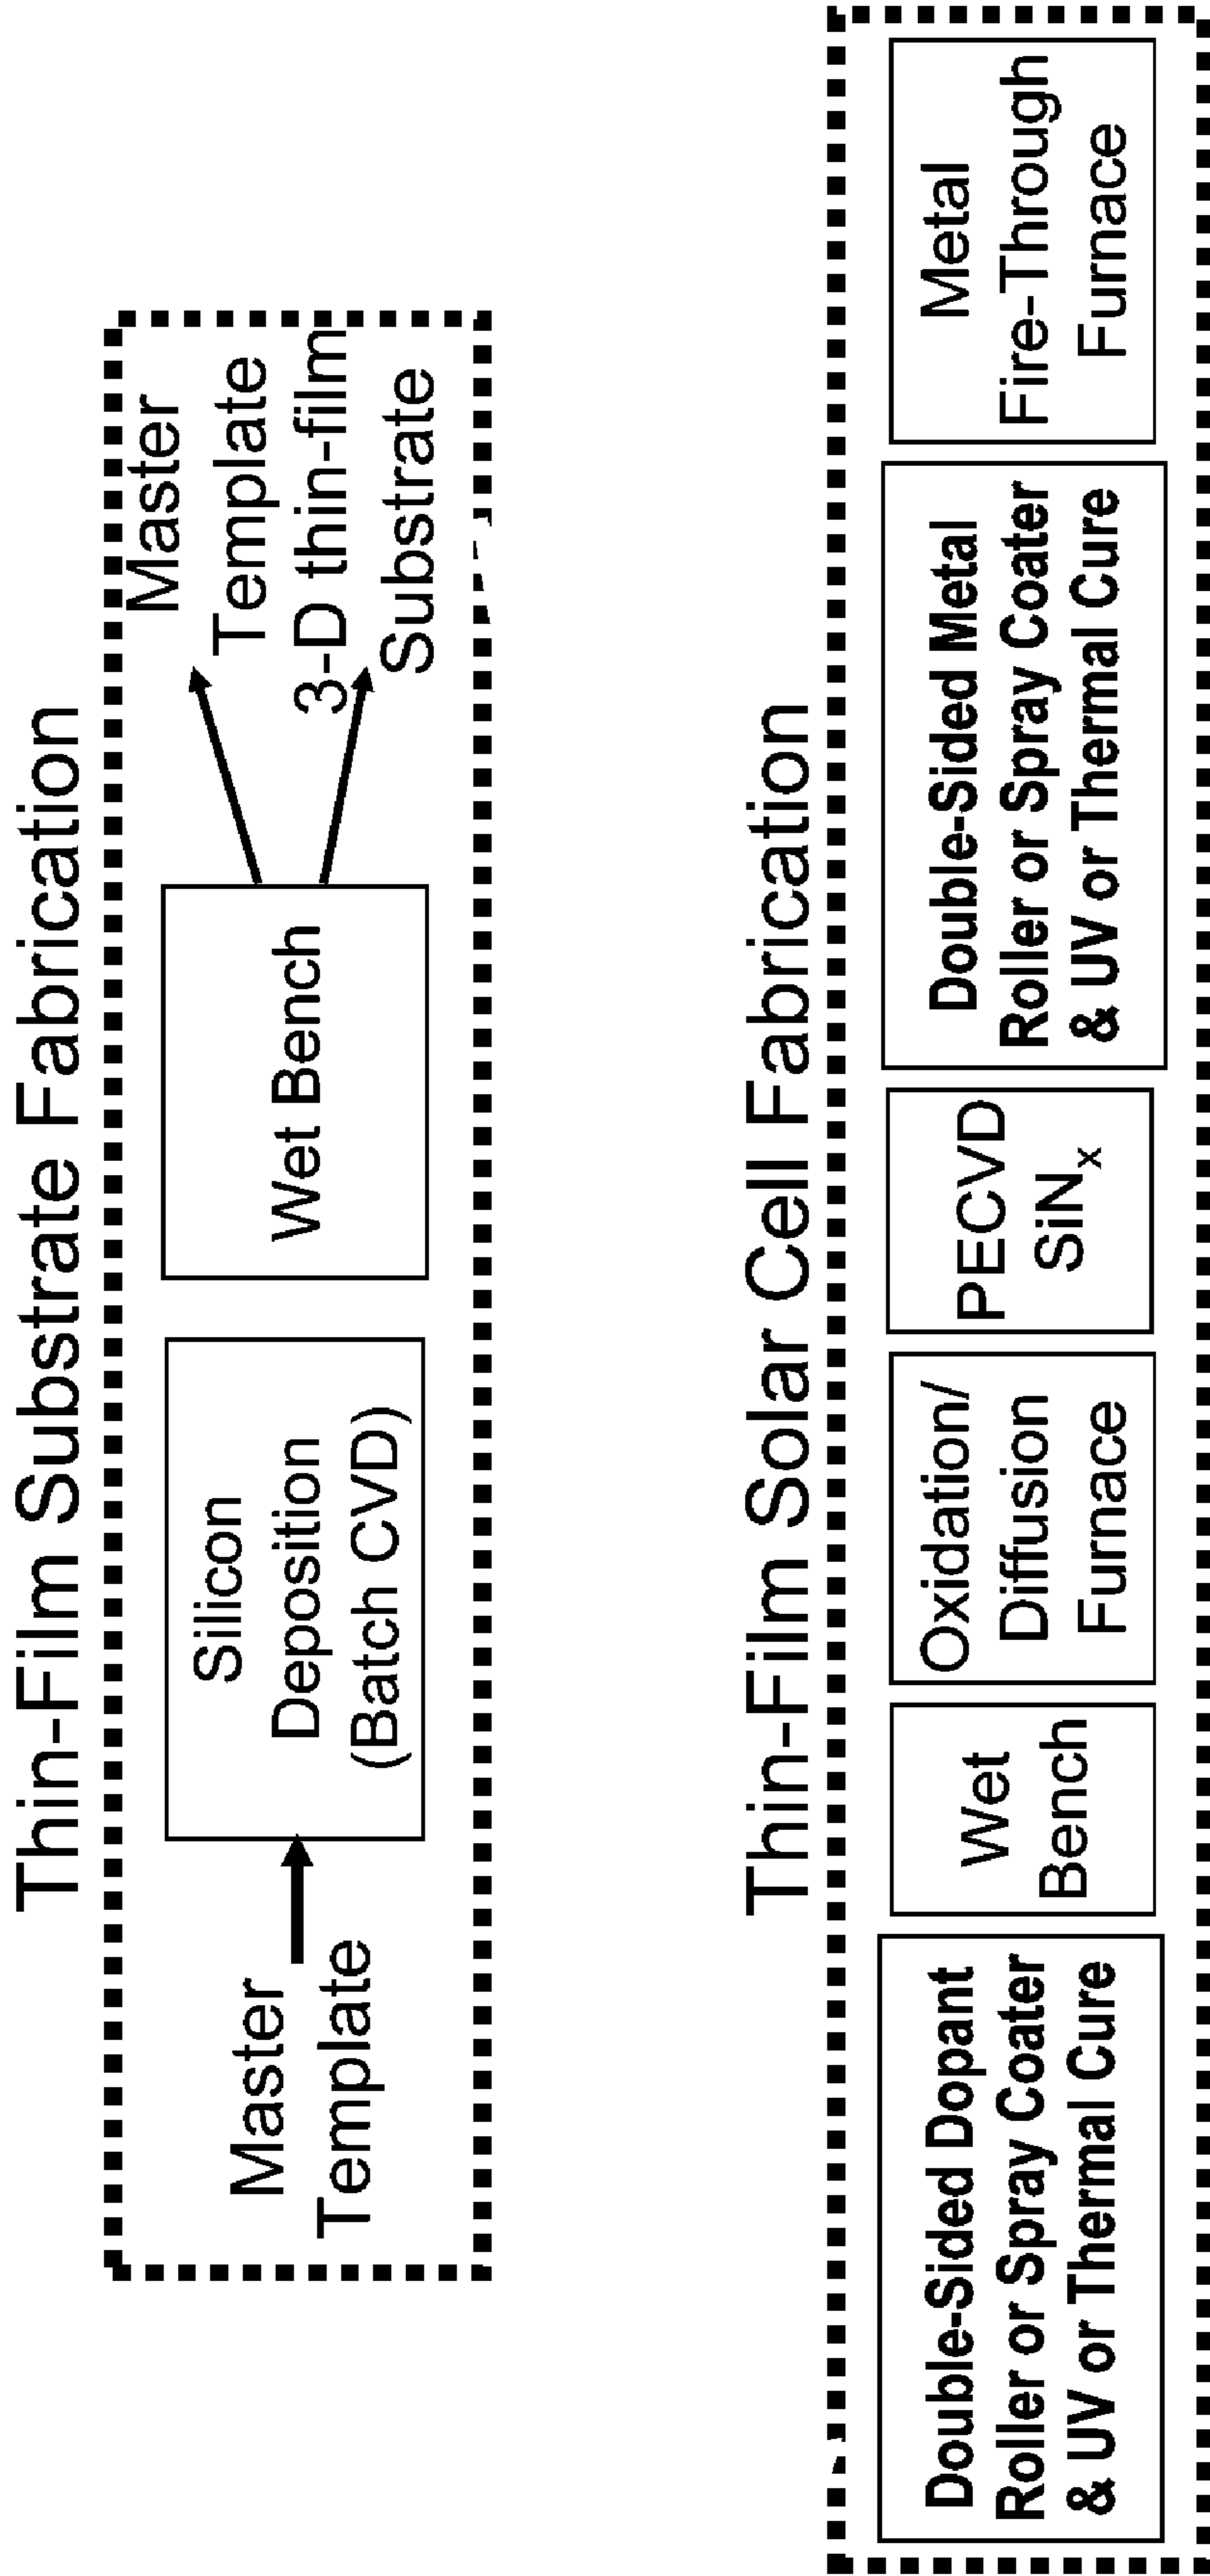 Thin-Film Substrate Fabrication
Master
Template
Silicon
Deposition
(Batch CVD)
Wet Bench
Master
Template
3-D thin-film
Substrate
Thin-Film Solar Cell Fabrication
Double-Sided Dopant
Roller or Spray Coater
& UV or Thermal Cure
Wet
Bench
Oxidation/
Diffusion
Furnace
PECVD
SiNₓ
Double-Sided Metal
Roller or Spray Coater
& UV or Thermal Cure
Metal
Fire-Through
Furnace